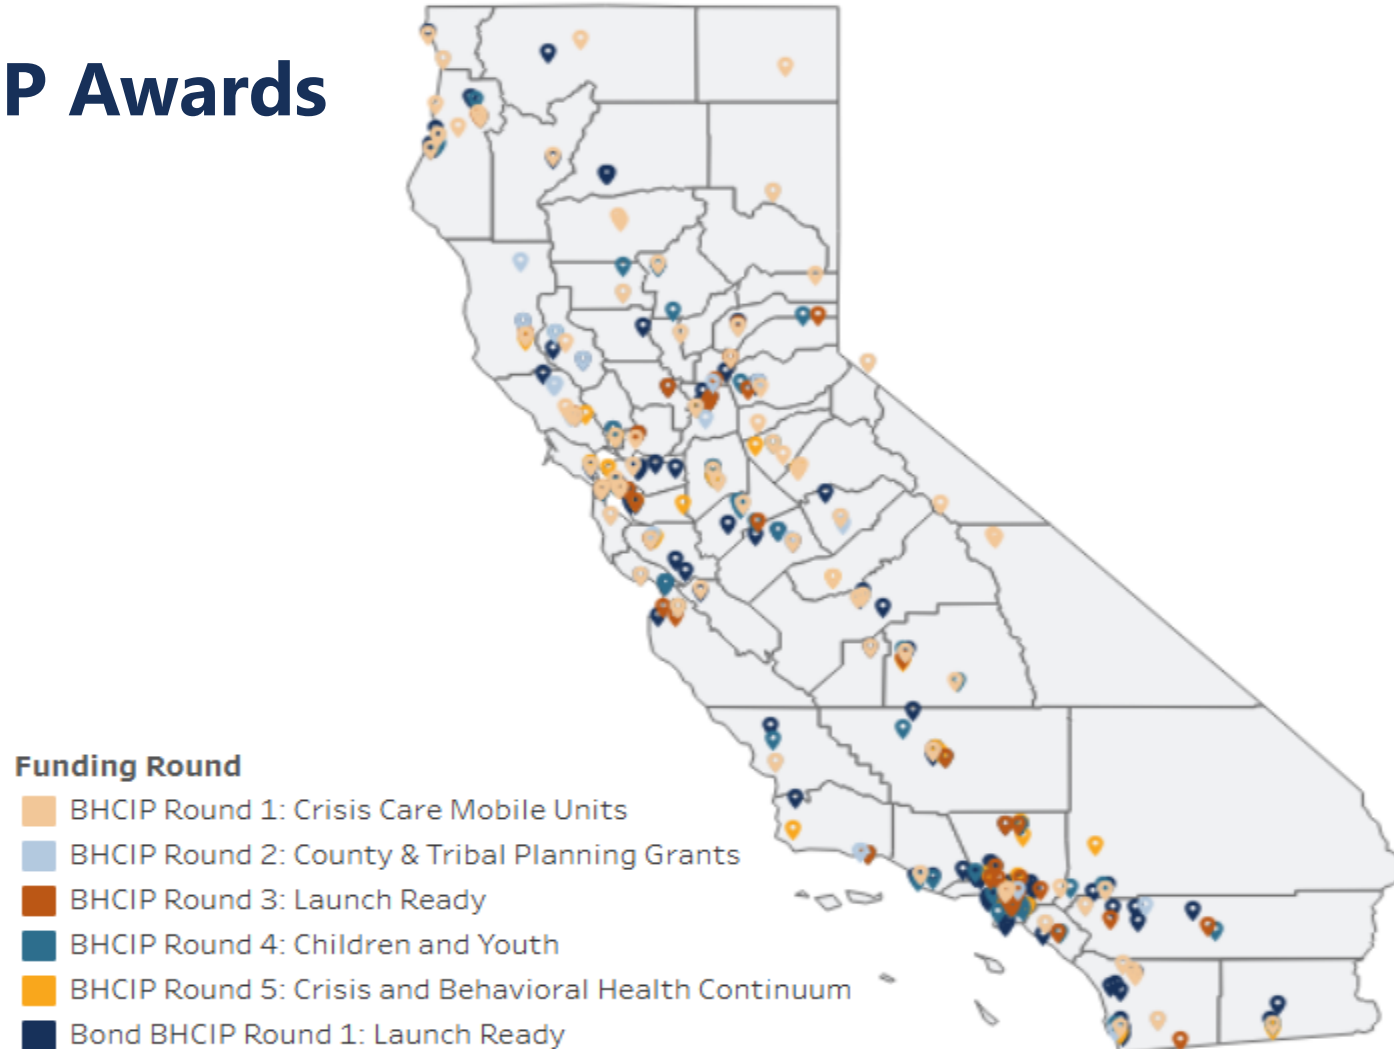 P Awards
Funding Round
BHCIP Round 1: Crisis Care Mobile Units
BHCIP Round 2: County & Tribal Planning Grants
BHCIP Round 3: Launch Ready
BHCIP Round 4: Children and Youth
BHCIP Round 5: Crisis and Behavioral Health Continuum
Bond BHCIP Round 1: Launch Ready